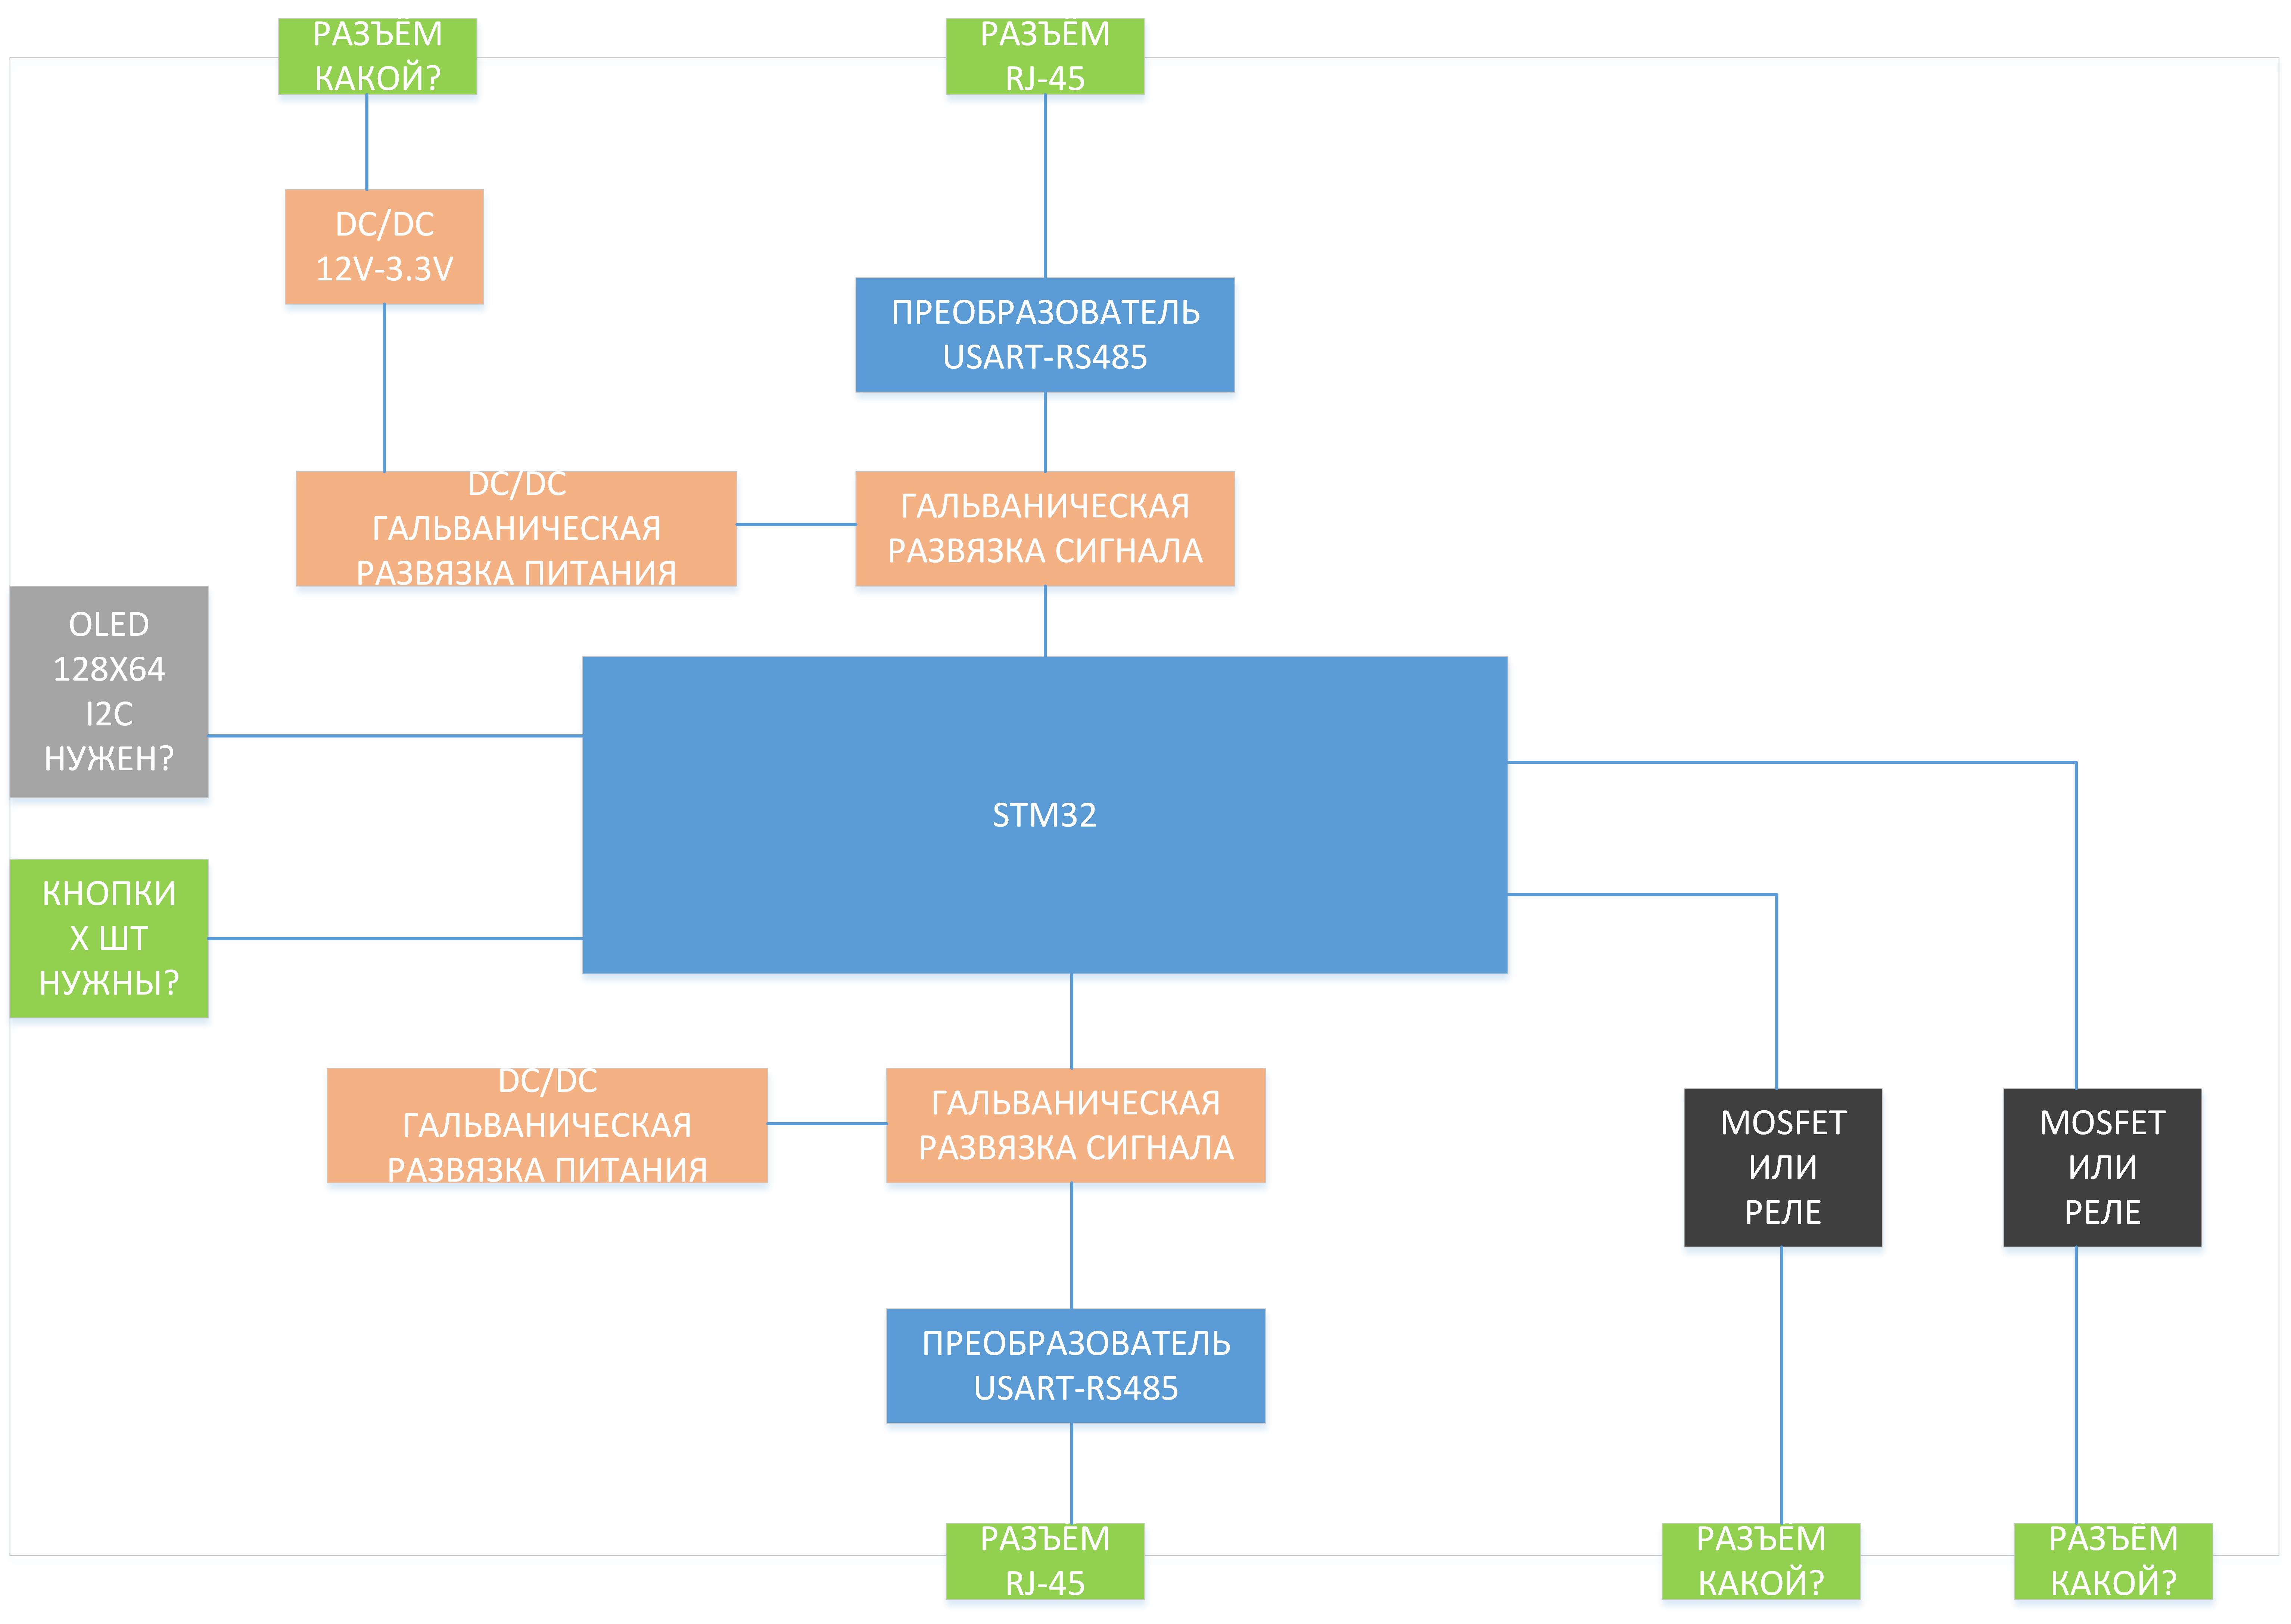 РАЗЪЁМ
КАКОЙ?
РАЗЪЁМ
RJ-45
DC/DC
12V-3.3V
ПРЕОБРАЗОВАТЕЛЬ
USART-RS485
DC/DC
ГАЛЬВАНИЧЕСКАЯ
РАЗВЯЗКА ПИТАНИЯ
ГАЛЬВАНИЧЕСКАЯ
РАЗВЯЗКА СИГНАЛА
OLED
128X64
I2C
НУЖЕН?
STM32
КНОПКИ
X ШТ
НУЖНЫ?
DC/DC
ГАЛЬВАНИЧЕСКАЯ
РАЗВЯЗКА ПИТАНИЯ
ГАЛЬВАНИЧЕСКАЯ
РАЗВЯЗКА СИГНАЛА
MOSFET
ИЛИ
РЕЛЕ
MOSFET
ИЛИ
РЕЛЕ
ПРЕОБРАЗОВАТЕЛЬ
USART-RS485
РАЗЪЁМ
RJ-45
РАЗЪЁМ
КАКОЙ?
РАЗЪЁМ
КАКОЙ?